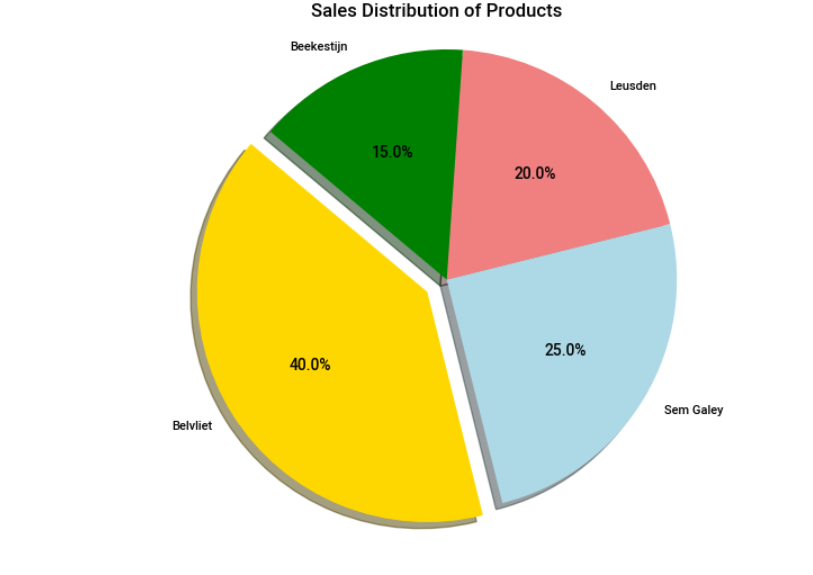 Sales Distribution of Products
Beekestijn
Leusden
15.0%
20.0%
25.0%
40.0%
Sem Galey
Belvliet